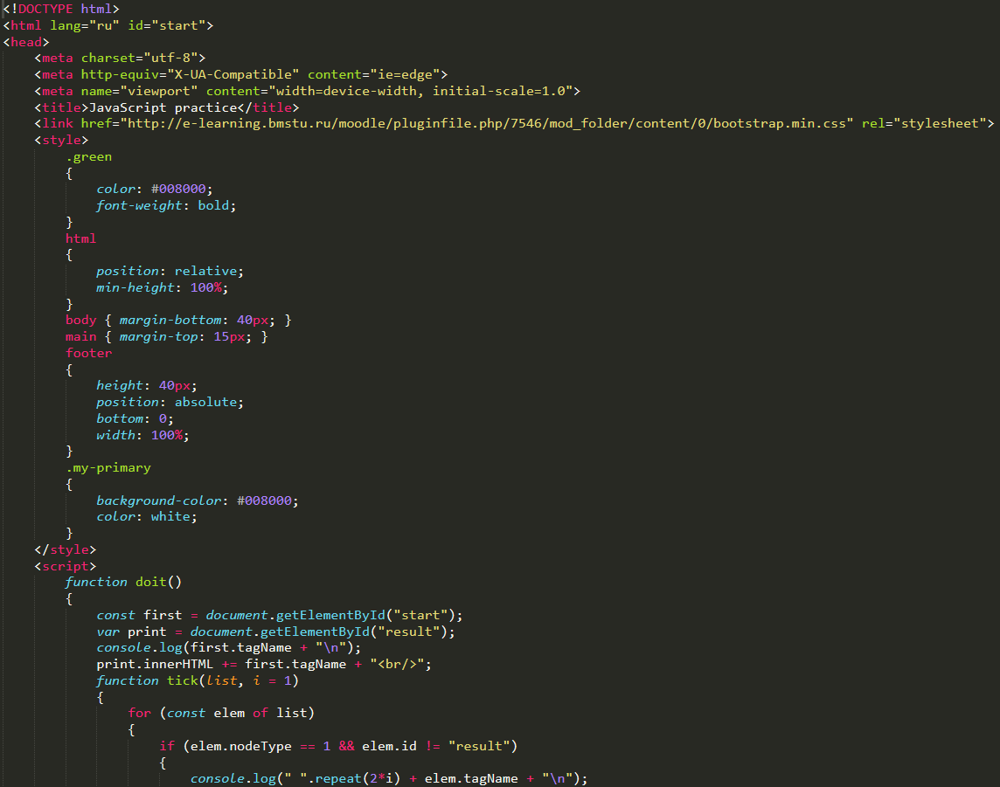 <!DOCTYPE html>
<html lang="ru" id="start">
<head>
    <meta charset="utf-8">
    <meta http-equiv="X-UA-Compatible" content="ie=edge">
    <meta name="viewport" content="width=device-width, initial-scale=1.0">
    <title>JavaScript practice</title>
    <link href="http://e-learning.bmstu.ru/moodle/pluginfile.php/7546/mod_folder/content/0/bootstrap.min.css" rel="stylesheet">
    <style>
        .green
        {
            color: #008000;
            font-weight: bold;
        }
        html
        {
            position: relative;
            min-height: 100%;
        }
        body { margin-bottom: 40px; }
        main { margin-top: 15px; }
        footer
        {
            height: 40px;
            position: absolute;
            bottom: 0;
            width: 100%;
        }
        .my-primary
        {
            background-color: #008000;
            color: white;
        }
    </style>
    <script>
        function doit()
        {
            const first = document.getElementById("start");
            var print = document.getElementById("result");
            console.log(first.tagName + "\n");
            print.innerHTML += first.tagName + "<br/>";
            function tick(list, i = 1)
            {
                for (const elem of list)
                {
                    if (elem.nodeType == 1 && elem.id != "result")
                    {
                        console.log(" ".repeat(2*i) + elem.tagName + "\n");